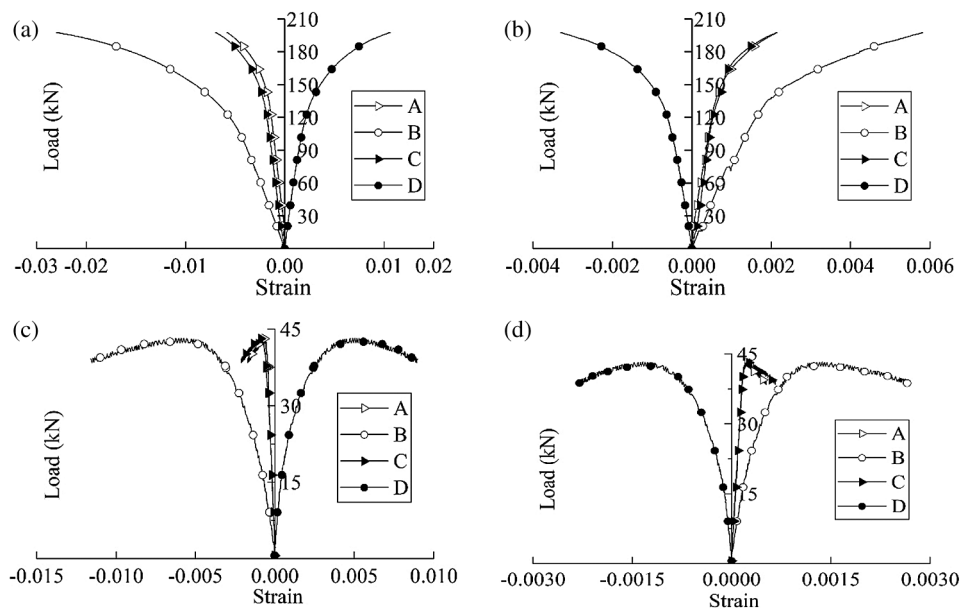 (a)
Load (kN)
210
180
150
120
90
60
30
A
B
C
D
-0.03 -0.02 -0.01 0.00 0.01 0.02
Strain
(b)
Load (kN)
210
180
150
120
90
60
30
A
B
C
D
-0.004 -0.002 0.000 0.002 0.004 0.006
Strain
(c)
Load (kN)
45
30
15
A
B
C
D
-0.015 -0.010 -0.005 0.000 0.005 0.010
Strain
(d)
Load (kN)
45
30
15
A
B
C
D
-0.0030 -0.0015 0.0000 0.0015 0.0030
Strain